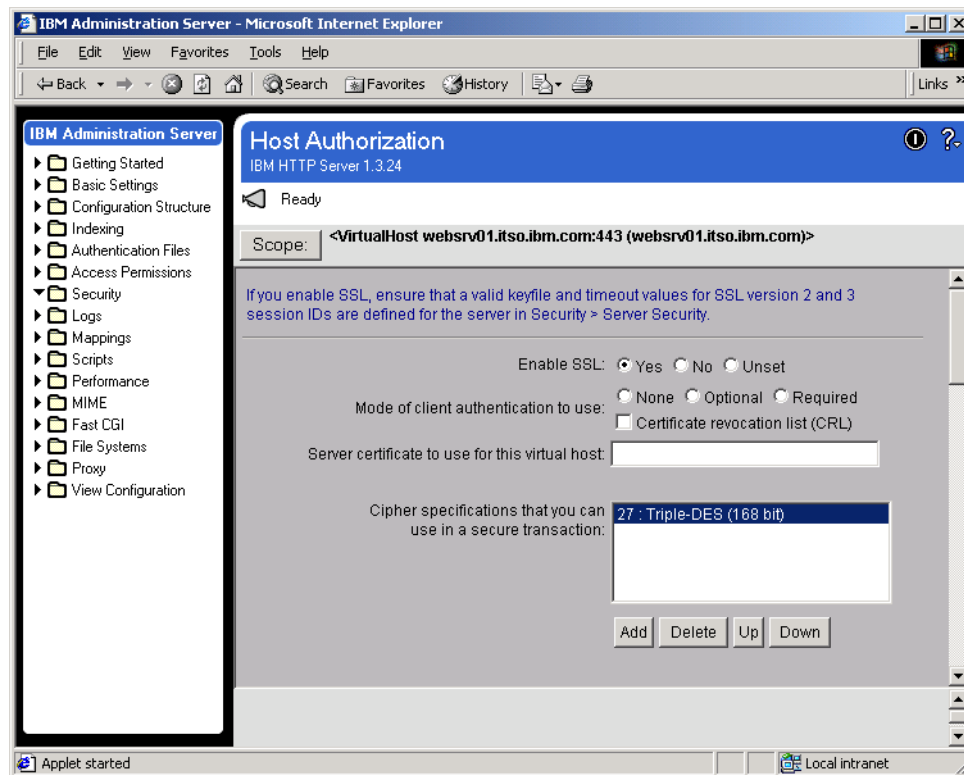 IBM Administration Server - Microsoft Internet Explorer
File Edit View Favorites Tools Help
Back Search Favorites History Links »
IBM Administration Server
Getting Started
Basic Settings
Configuration Structure
Indexing
Authentication Files
Access Permissions
Security
Logs
Mappings
Scripts
Performance
MIME
Fast CGI
File Systems
Proxy
View Configuration
Host Authorization
IBM HTTP Server 1.3.24
Ready
Scope: <VirtualHost websrv01.itso.ibm.com:443 (websrv01.itso.ibm.com)>
If you enable SSL, ensure that a valid keyfile and timeout values for SSL version 2 and 3
session IDs are defined for the server in Security > Server Security.
Enable SSL: Yes No Unset
Mode of client authentication to use: None Optional Required
Certificate revocation list (CRL)
Server certificate to use for this virtual host:
Cipher specifications that you can
use in a secure transaction:
27 : Triple-DES (168 bit)
Add Delete Up Down
Applet started Local intranet